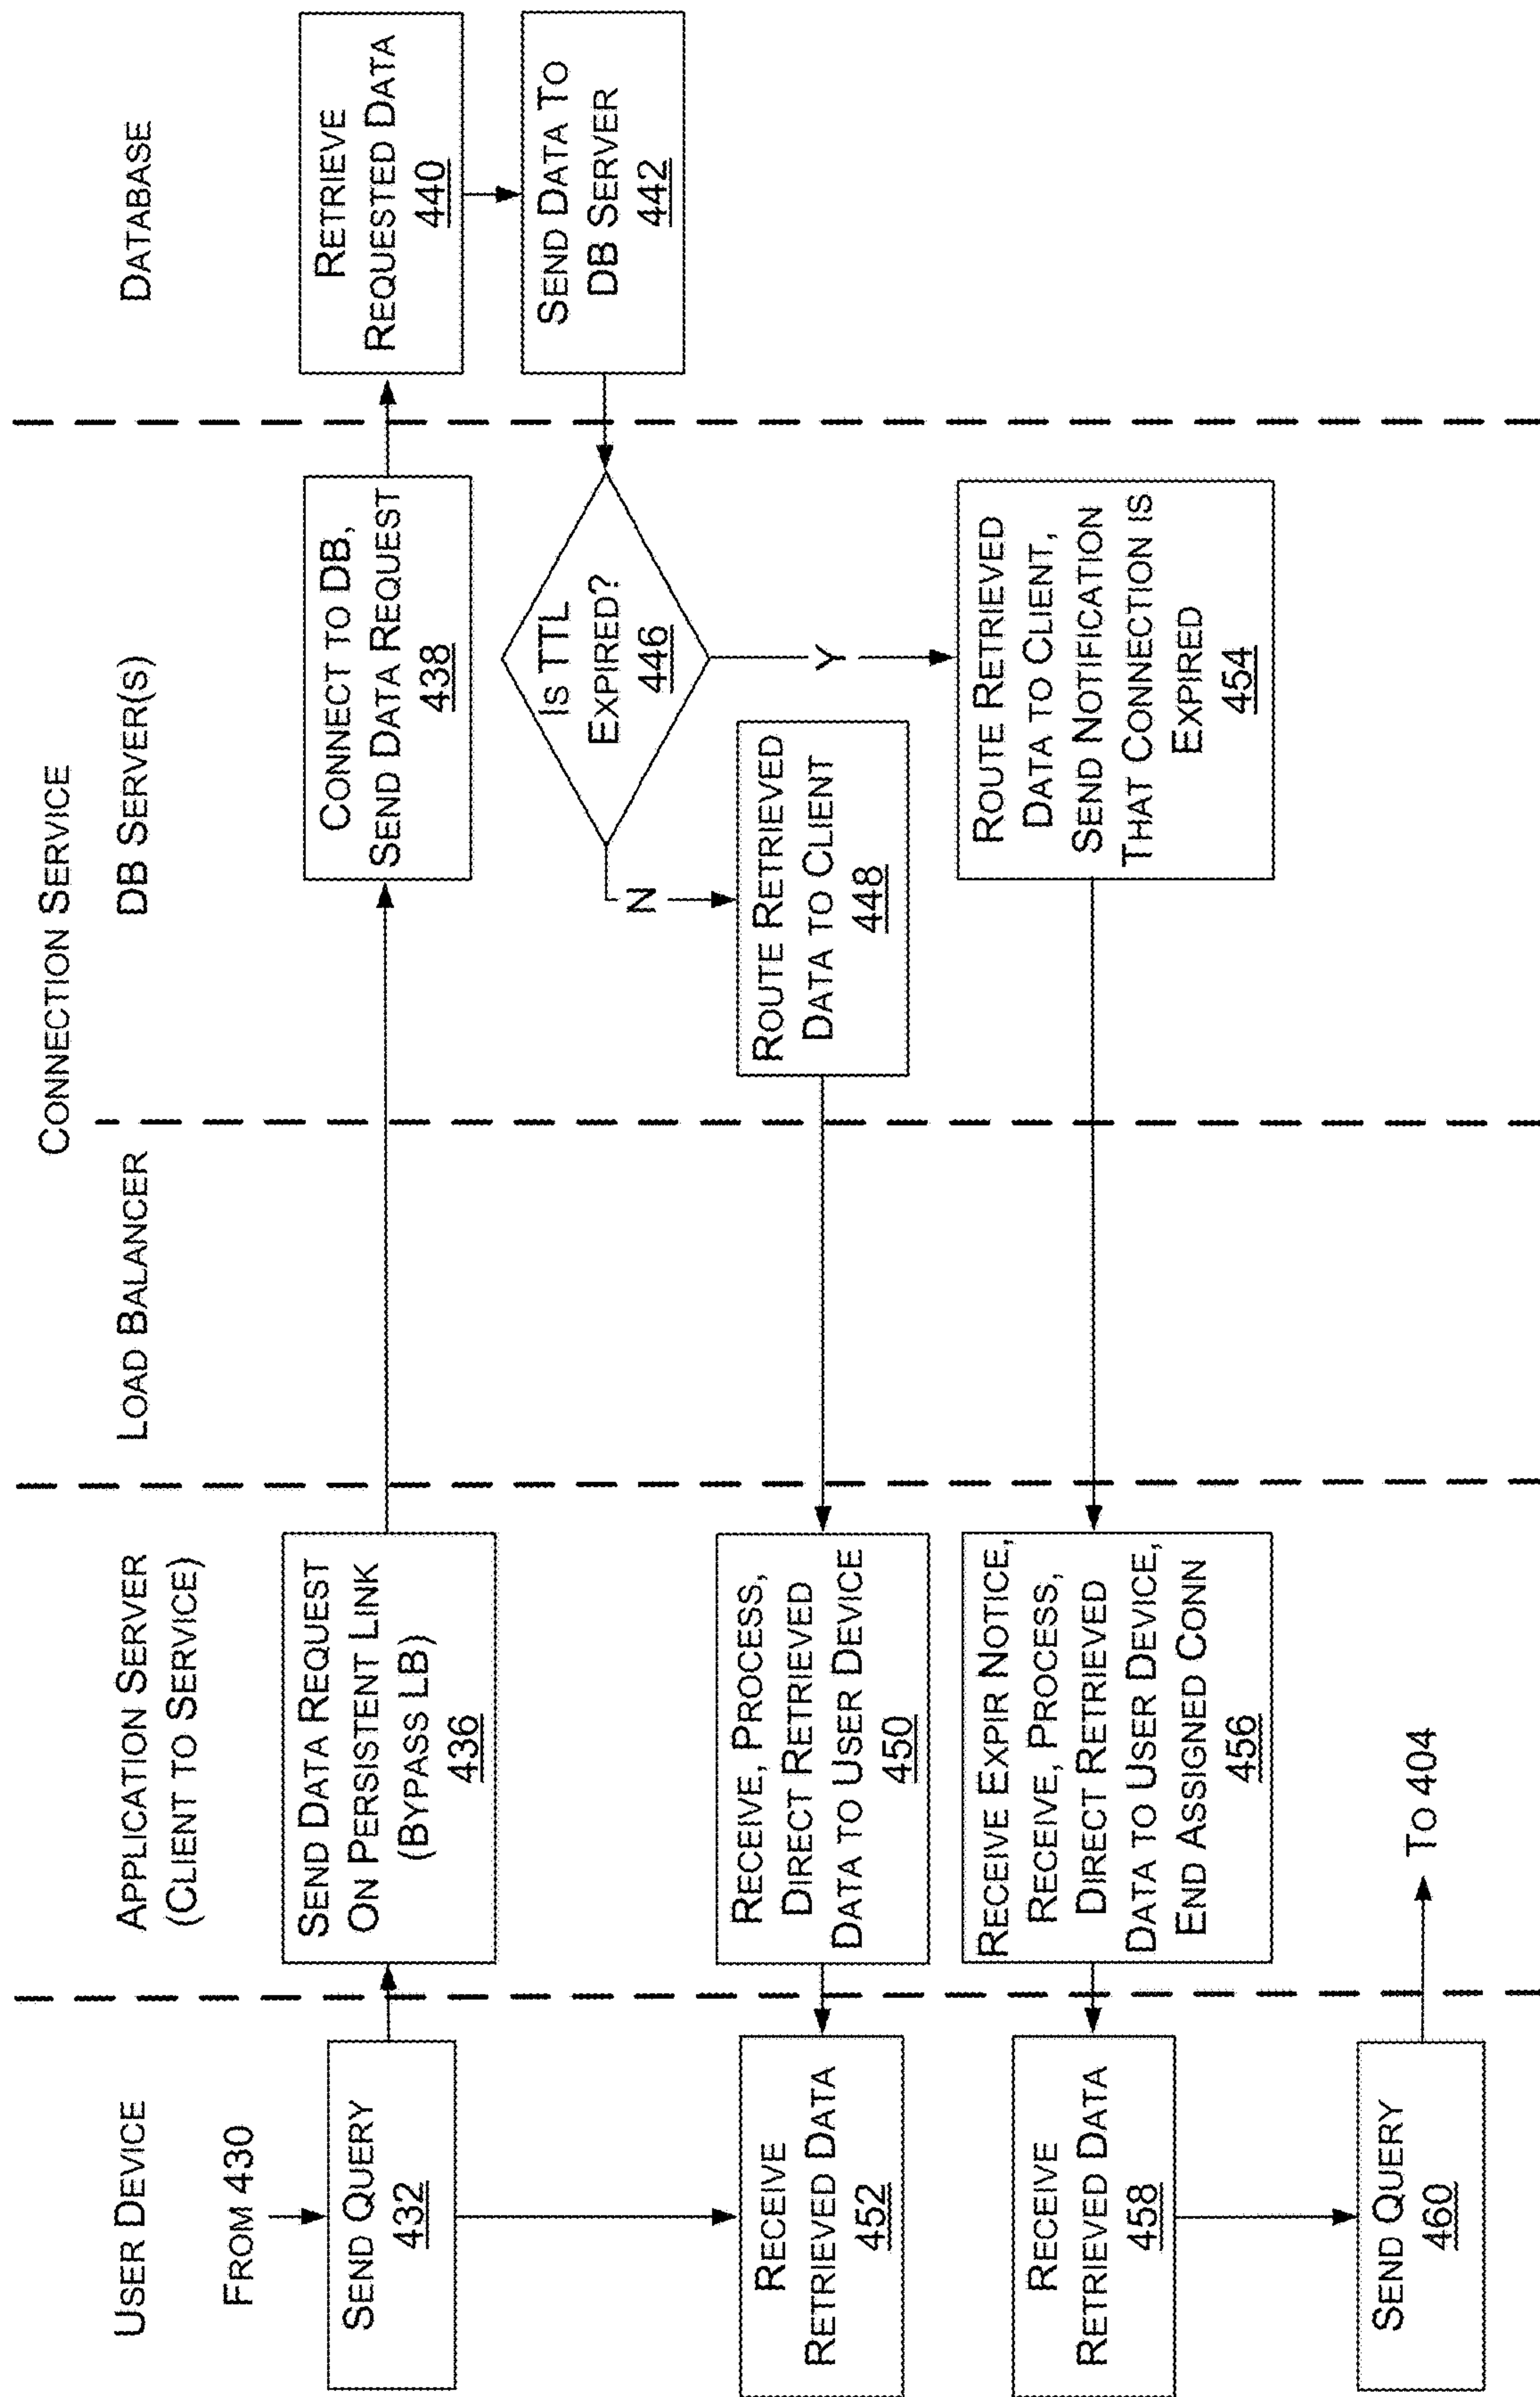 CONNECTION SERVICE
USER DEVICE
APPLICATION SERVER
(CLIENT TO SERVICE)
LOAD BALANCER
DB SERVER(S)
DATABASE
FROM 430
SEND QUERY
432
SEND DATA REQUEST
ON PERSISTENT LINK
(BYPASS LB)
436
CONNECT TO DB,
SEND DATA REQUEST
438
RETRIEVE
REQUESTED DATA
440
SEND DATA TO
DB SERVER
442
IS TTL
EXPIRED?
446
N
Y
ROUTE RETRIEVED
DATA TO CLIENT
448
RECEIVE, PROCESS,
DIRECT RETRIEVED
DATA TO USER DEVICE
450
RECEIVE
RETRIEVED DATA
452
ROUTE RETRIEVED
DATA TO CLIENT,
SEND NOTIFICATION
THAT CONNECTION IS
EXPIRED
454
RECEIVE EXPIR NOTICE,
RECEIVE, PROCESS,
DIRECT RETRIEVED
DATA TO USER DEVICE,
END ASSIGNED CONN
456
RECEIVE
RETRIEVED DATA
458
SEND QUERY
460
TO 404